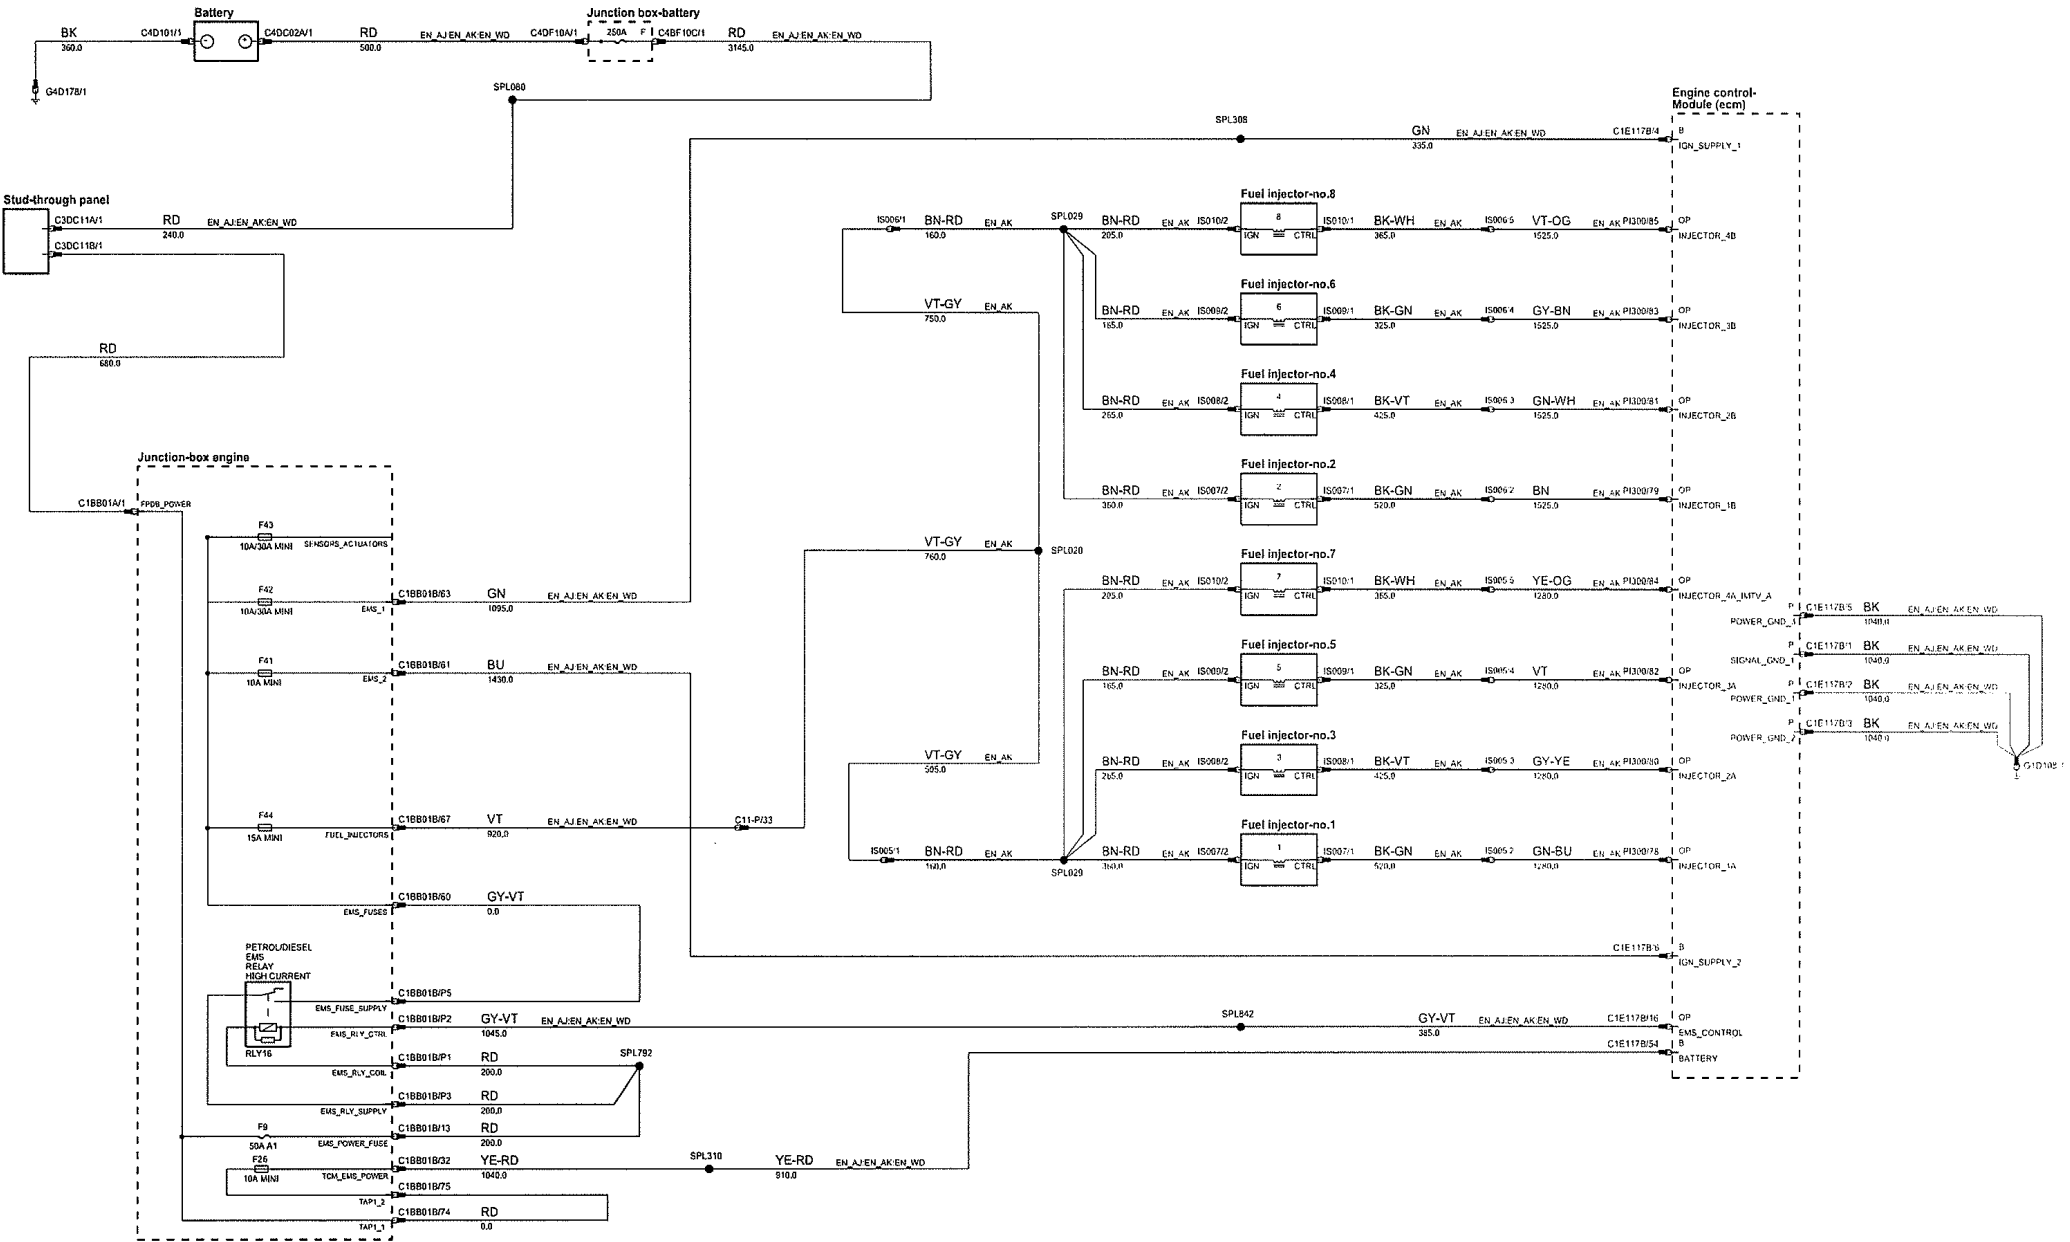 Battery
BK
360.0
C4D101/1
-
+
C4DC02A/1
RD
500.0
EN_AJ:EN_AK:EN_WD
C4DF10A/1
Junction box-battery
250A F
C4BF10C/1
RD
3145.0
EN_AJ:EN_AK:EN_WD
G4D178/1
SPL080
Stud-through panel
C3DC11A/1
RD
240.0
EN_AJ:EN_AK:EN_WD
C3DC11B/1
RD
680.0
Junction-box engine
C1BB01A/1
FPDB_POWER
F43
10A/30A MINI
SENSORS_ACTUATORS
F42
10A/30A MINI
EMS_1
C1BB01B/63
GN
1095.0
EN_AJ:EN_AK:EN_WD
F41
10A MINI
EMS_2
C1BB01B/61
BU
1430.0
EN_AJ:EN_AK:EN_WD
F44
15A MINI
FUEL_INJECTORS
C1BB01B/67
VT
920.0
EN_AJ:EN_AK:EN_WD
C11-P/33
EMS_FUSES
C1BB01B/60
GY-VT
0.0
PETROL/DIESEL
EMS
RELAY
HIGH CURRENT
RLY16
EMS_FUSE_SUPPLY
C1BB01B/P5
EMS_RLY_CTRL
C1BB01B/P2
GY-VT
1045.0
EN_AJ:EN_AK:EN_WD
EMS_RLY_COIL
C1BB01B/P1
RD
200.0
SPL792
EMS_RLY_SUPPLY
C1BB01B/P3
RD
200.0
F9
50A A1
EMS_POWER_FUSE
C1BB01B/13
RD
200.0
F26
10A MINI
TCM_EMS_POWER
C1BB01B/32
YE-RD
1040.0
SPL310
YE-RD
910.0
EN_AJ:EN_AK:EN_WD
TAP1_2
C1BB01B/75
TAP1_1
C1BB01B/74
RD
0.0
Engine control-
Module (ecm)
SPL308
GN
335.0
EN_AJ:EN_AK:EN_WD
C1E117B/4
B
IGN_SUPPLY_1
IS006/1
BN-RD
160.0
EN_AK
SPL029
VT-GY
750.0
EN_AK
VT-GY
760.0
EN_AK
SPL020
VT-GY
505.0
EN_AK
IS005/1
BN-RD
160.0
EN_AK
SPL029
Fuel injector-no.8
BN-RD
205.0
EN_AK
IS010/2
8
IGN
CTRL
IS010/1
BK-WH
365.0
EN_AK
IS006/5
VT-OG
1525.0
EN_AK
PI300/85
OP
INJECTOR_4B
Fuel injector-no.6
BN-RD
165.0
EN_AK
IS009/2
6
IGN
CTRL
IS009/1
BK-GN
325.0
EN_AK
IS006/4
GY-BN
1525.0
EN_AK
PI300/83
OP
INJECTOR_3B
Fuel injector-no.4
BN-RD
265.0
EN_AK
IS008/2
4
IGN
CTRL
IS008/1
BK-VT
425.0
EN_AK
IS006/3
GN-WH
1525.0
EN_AK
PI300/81
OP
INJECTOR_2B
Fuel injector-no.2
BN-RD
360.0
EN_AK
IS007/2
2
IGN
CTRL
IS007/1
BK-GN
520.0
EN_AK
IS006/2
BN
1525.0
EN_AK
PI300/79
OP
INJECTOR_1B
Fuel injector-no.7
BN-RD
205.0
EN_AK
IS010/2
7
IGN
CTRL
IS010/1
BK-WH
365.0
EN_AK
IS005/5
YE-OG
1280.0
EN_AK
PI300/84
OP
INJECTOR_4A_IMTV_A
Fuel injector-no.5
BN-RD
165.0
EN_AK
IS009/2
5
IGN
CTRL
IS009/1
BK-GN
325.0
EN_AK
IS005/4
VT
1280.0
EN_AK
PI300/82
OP
INJECTOR_3A
Fuel injector-no.3
BN-RD
265.0
EN_AK
IS008/2
3
IGN
CTRL
IS008/1
BK-VT
425.0
EN_AK
IS005/3
GY-YE
1280.0
EN_AK
PI300/80
OP
INJECTOR_2A
Fuel injector-no.1
BN-RD
360.0
EN_AK
IS007/2
1
IGN
CTRL
IS007/1
BK-GN
520.0
EN_AK
IS005/2
GN-BU
1280.0
EN_AK
PI300/78
OP
INJECTOR_1A
P
POWER_GND_3
C1E117B/5
BK
1040.0
EN_AJ:EN_AK:EN_WD
P
SIGNAL_GND_1
C1E117B/1
BK
1040.0
EN_AJ:EN_AK:EN_WD
P
POWER_GND_1
C1E117B/2
BK
1040.0
EN_AJ:EN_AK:EN_WD
P
POWER_GND_2
C1E117B/3
BK
1040.0
EN_AJ:EN_AK:EN_WD
G1D108/1
C1E117B/6
B
IGN_SUPPLY_2
SPL842
GY-VT
385.0
EN_AJ:EN_AK:EN_WD
C1E117B/16
OP
EMS_CONTROL
C1E117B/54
B
BATTERY